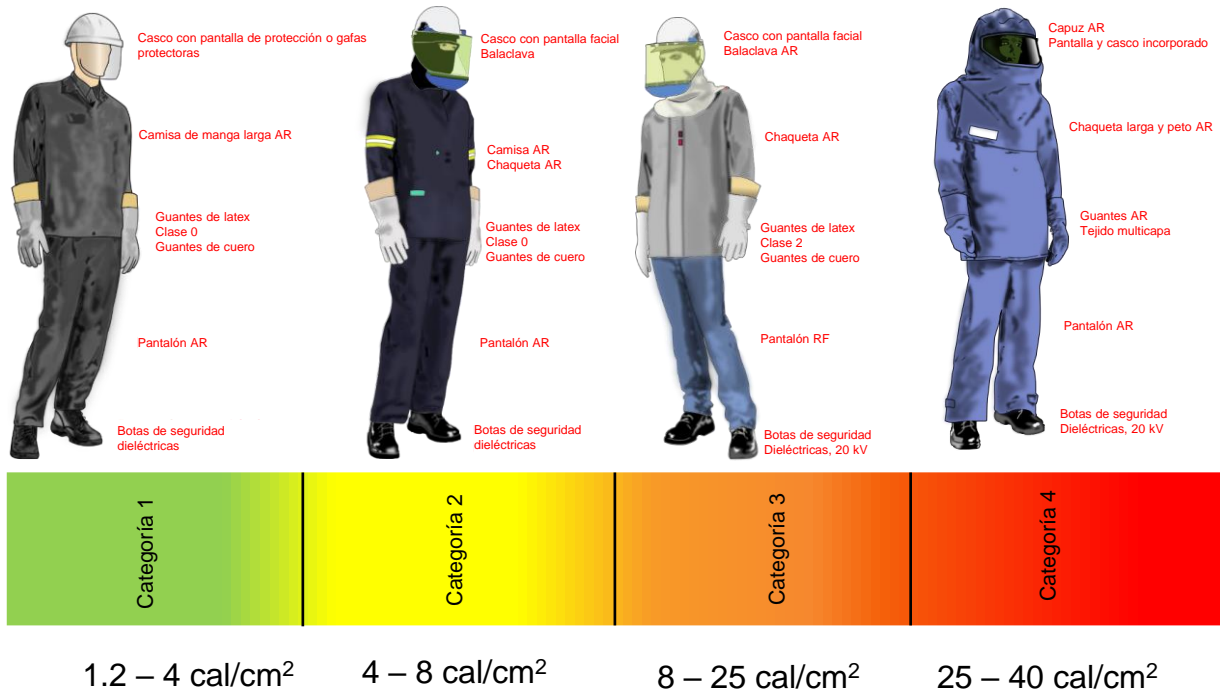 Casco con pantalla de protección o gafas
protectoras
Camisa de manga larga AR
Guantes de latex
Clase 0
Guantes de cuero
Pantalón AR
Botas de seguridad
dieléctricas
Casco con pantalla facial
Balaclava
Camisa AR
Chaqueta AR
Guantes de latex
Clase 0
Guantes de cuero
Pantalón AR
Botas de seguridad
dieléctricas
Casco con pantalla facial
Balaclava AR
Chaqueta AR
Guantes de latex
Clase 2
Guantes de cuero
Pantalón RF
Botas de seguridad
Dieléctricas, 20 kV
Capuz AR
Pantalla y casco incorporado
Chaqueta larga y peto AR
Guantes AR
Tejido multicapa
Pantalón AR
Botas de seguridad
Dieléctricas, 20 kV
Categoría 1
Categoría 2
Categoría 3
Categoría 4
1.2 – 4 cal/cm²
4 – 8 cal/cm²
8 – 25 cal/cm²
25 – 40 cal/cm²